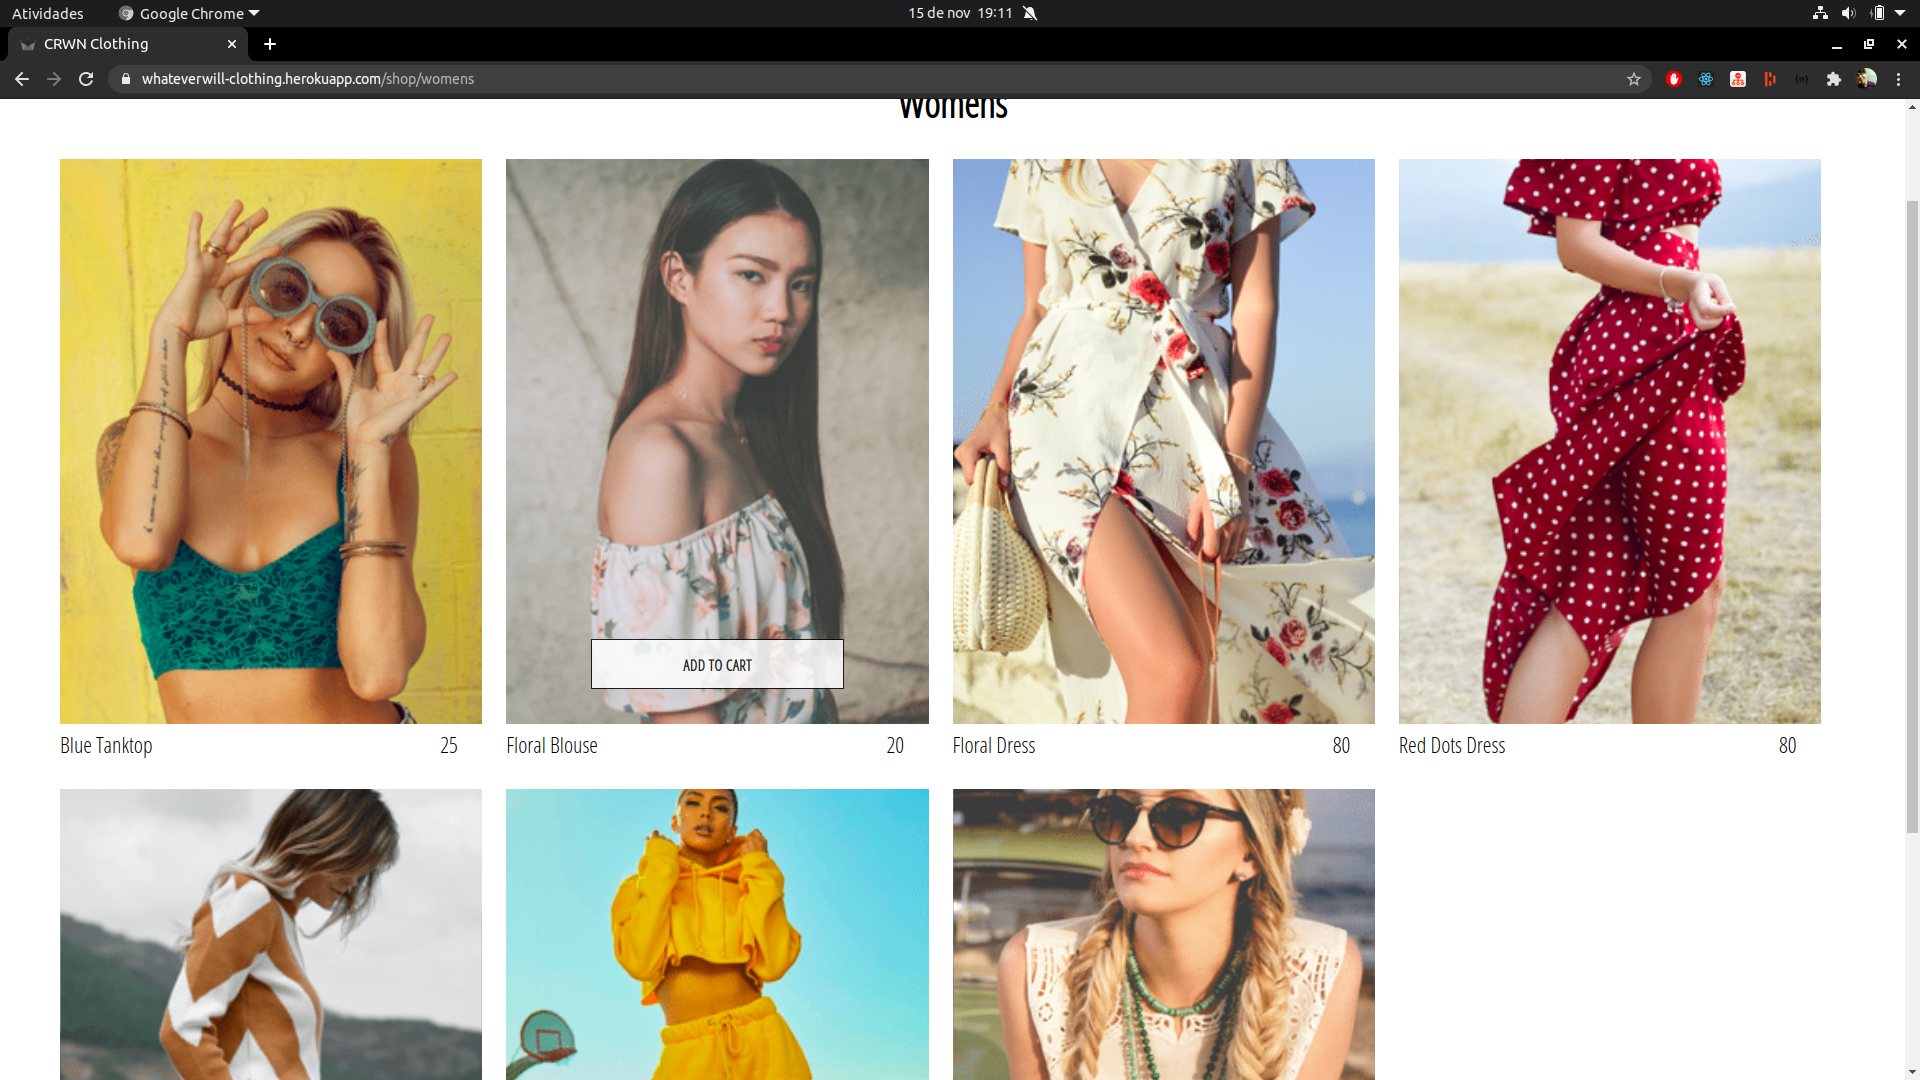 Atividades Google Chrome 15 de nov 19:11
CRWN Clothing
whateverwill-clothing.herokuapp.com/shop/womens
Womens
ADD TO CART
Blue Tanktop 25
Floral Blouse 20
Floral Dress 80
Red Dots Dress 80